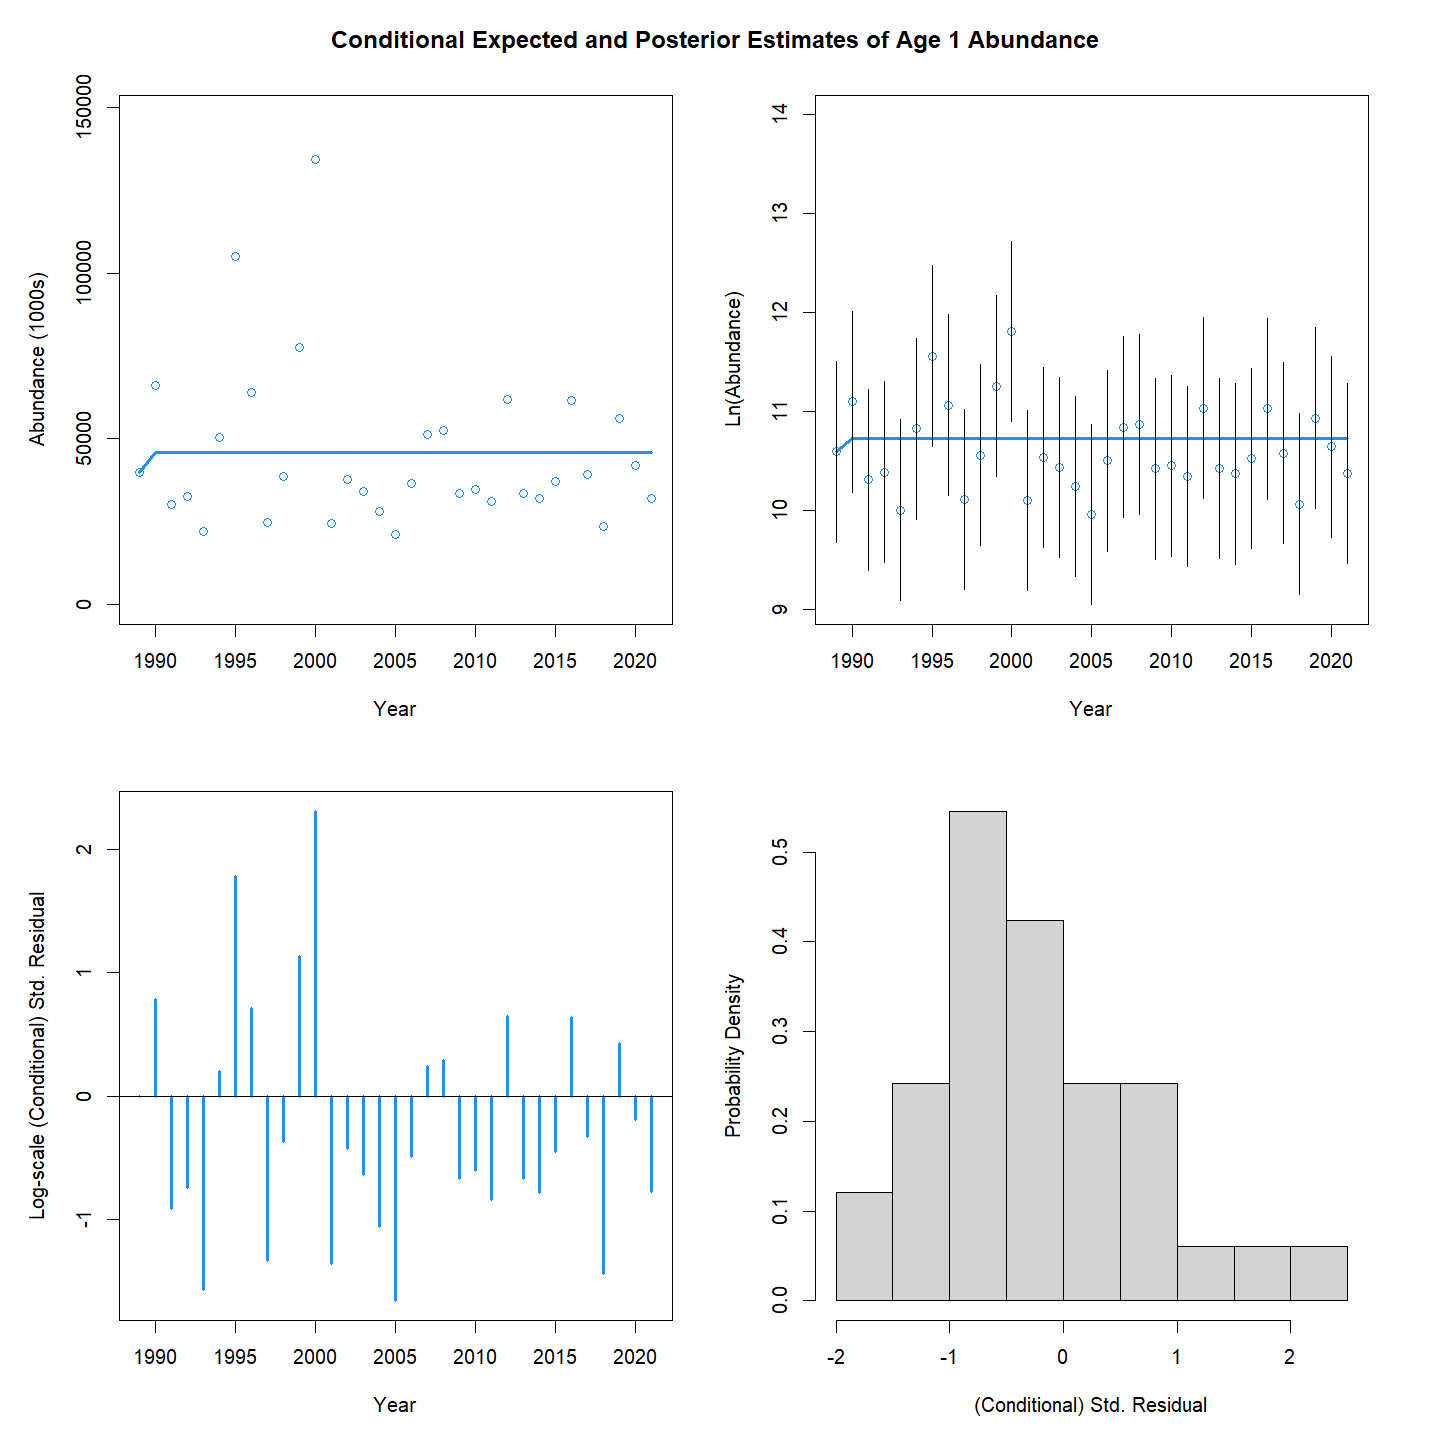 Conditional Expected and Posterior Estimates of Age 1 Abundance
Abundance (1000s)
150000
100000
50000
0
1990 1995 2000 2005 2010 2015 2020
Year
Ln(Abundance)
14
13
12
11
10
9
1990 1995 2000 2005 2010 2015 2020
Year
Log-scale (Conditional) Std. Residual
2
1
0
-1
1990 1995 2000 2005 2010 2015 2020
Year
Probability Density
0.5
0.4
0.3
0.2
0.1
0.0
-2 -1 0 1 2
(Conditional) Std. Residual